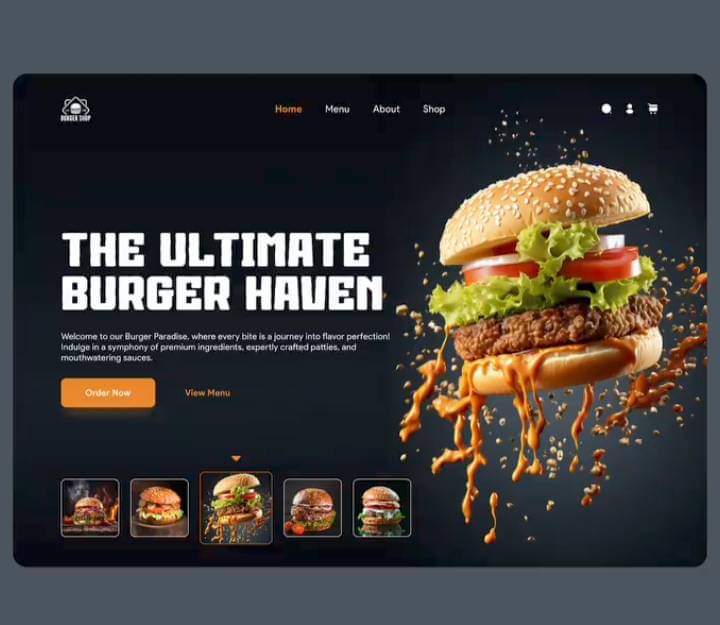 BURGER SHOP
Home Menu About Shop
THE ULTIMATE
BURGER HAVEN
Welcome to our Burger Paradise, where every bite is a journey into flavor perfection!
Indulge in a symphony of premium ingredients, expertly crafted patties, and
mouthwatering sauces.
Order Now View Menu